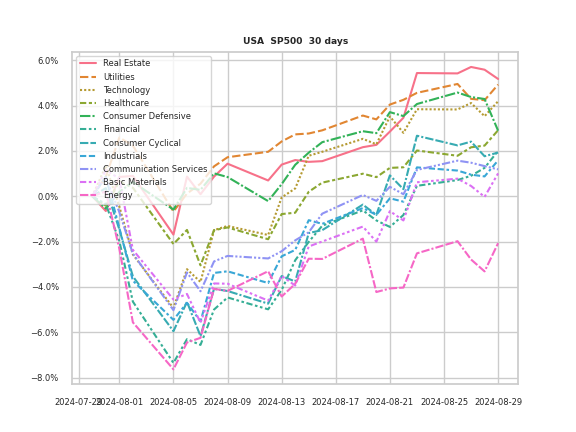 USA SP500 30 days
6.0%
4.0%
2.0%
0.0%
−2.0%
−4.0%
−6.0%
−8.0%
Real Estate
Utilities
Technology
Healthcare
Consumer Defensive
Financial
Consumer Cyclical
Industrials
Communication Services
Basic Materials
Energy
2024-07-29 2024-08-01 2024-08-05 2024-08-09 2024-08-13 2024-08-17 2024-08-21 2024-08-25 2024-08-29